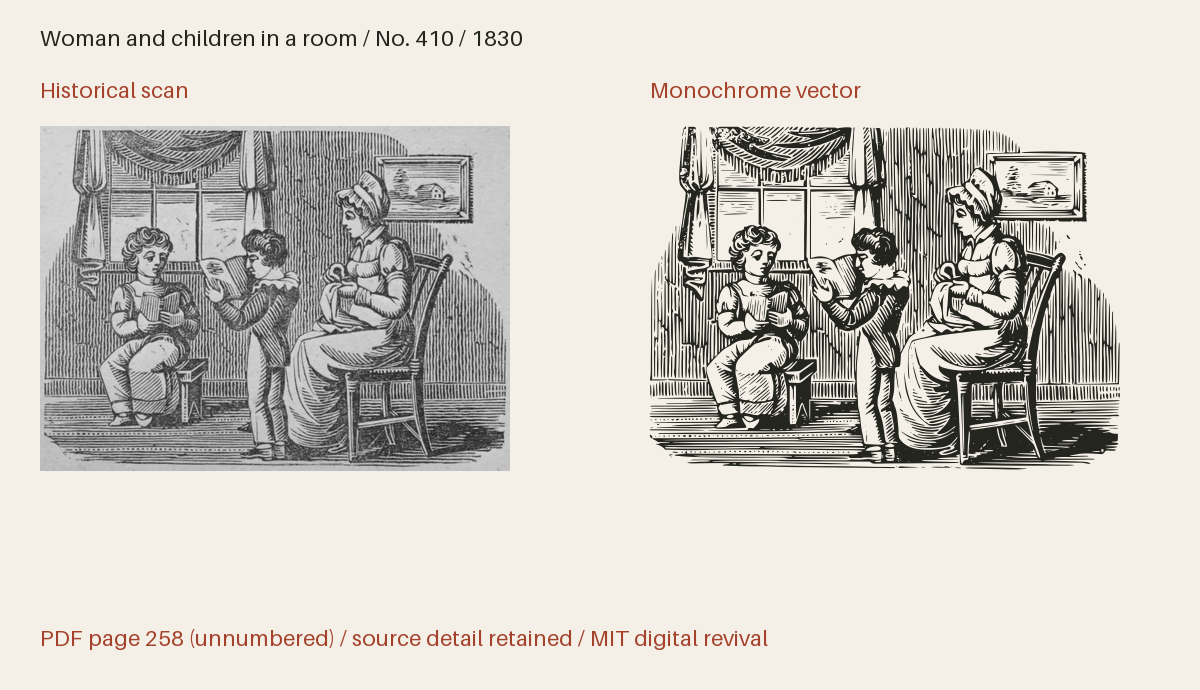 Woman and children in a room / No. 410 / 1830
Historical scan
Monochrome vector
PDF page 258 (unnumbered) / source detail retained / MIT digital revival